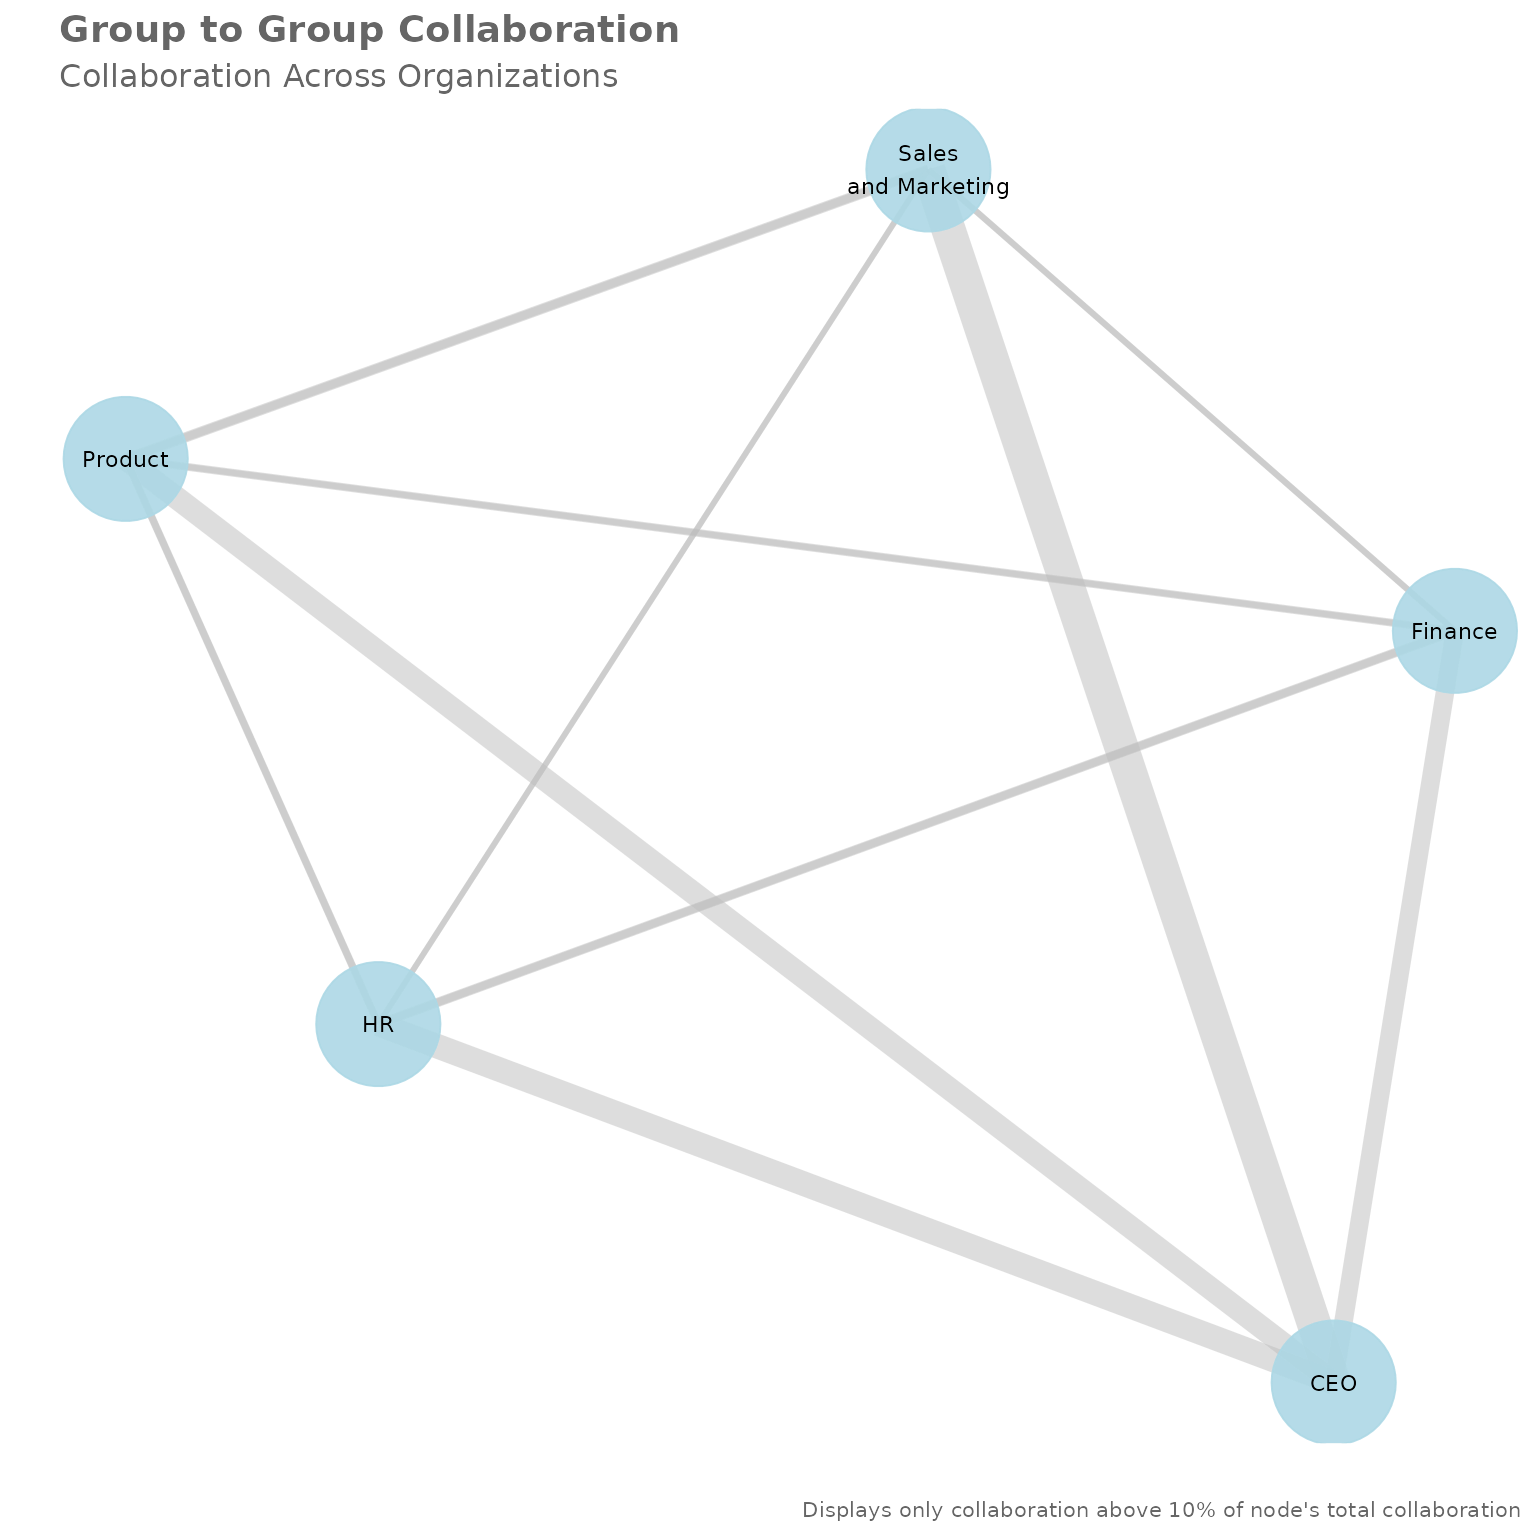 Group to Group Collaboration
Collaboration Across Organizations
Sales
and Marketing
Product
Finance
HR
CEO
Displays only collaboration above 10% of node's total collaboration